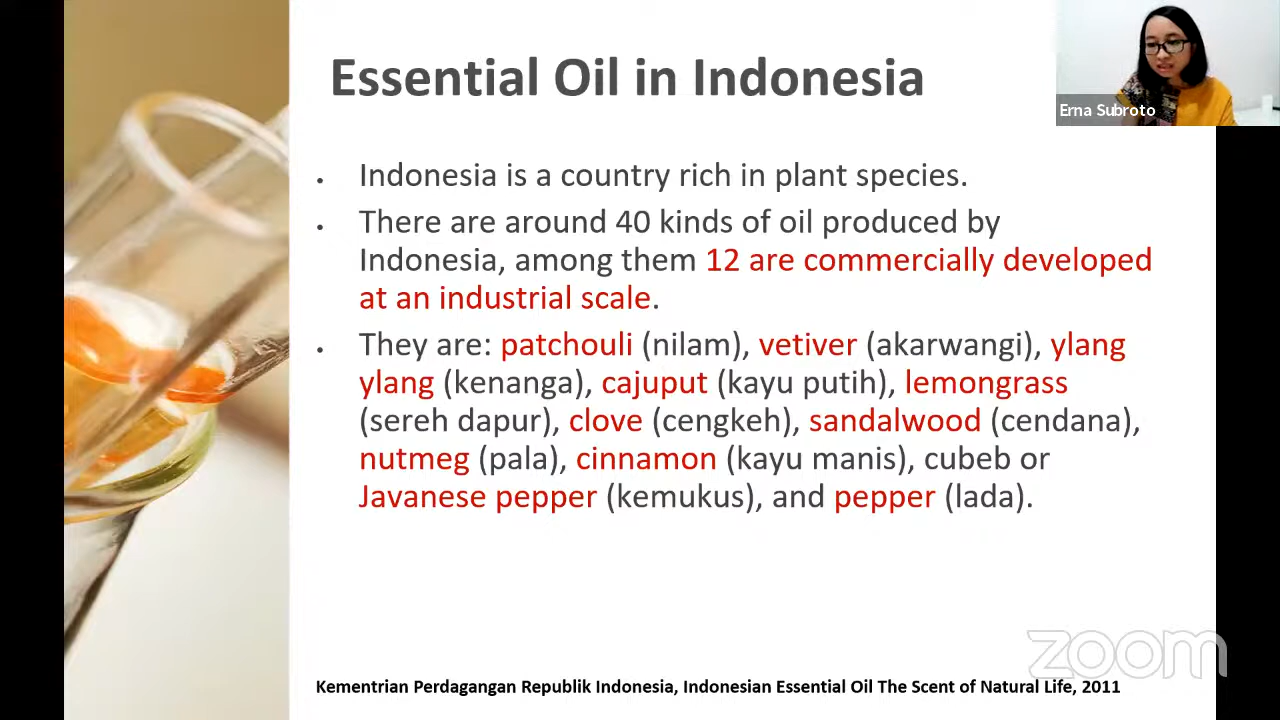 Essential Oil in Indonesia
Erna Subroto
• Indonesia is a country rich in plant species.
• There are around 40 kinds of oil produced by
Indonesia, among them 12 are commercially developed
at an industrial scale.
• They are: patchouli (nilam), vetiver (akarwangi), ylang
ylang (kenanga), cajuput (kayu putih), lemongrass
(sereh dapur), clove (cengkeh), sandalwood (cendana),
nutmeg (pala), cinnamon (kayu manis), cubeb or
Javanese pepper (kemukus), and pepper (lada).
zoom
Kementrian Perdagangan Republik Indonesia, Indonesian Essential Oil The Scent of Natural Life, 2011